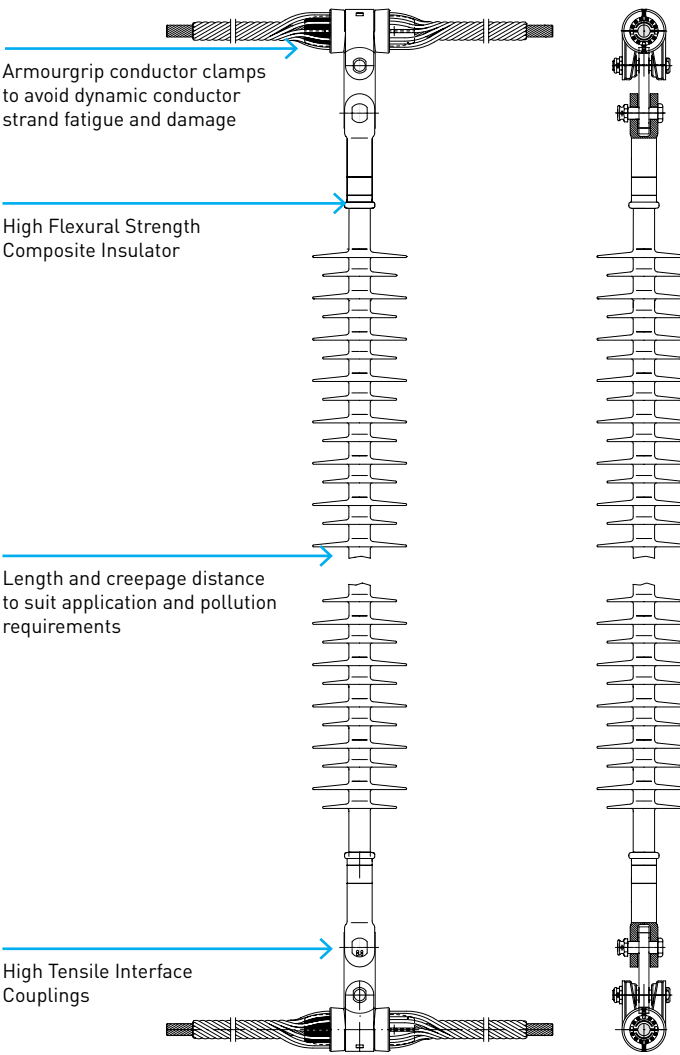 Armourgrip conductor clamps
to avoid dynamic conductor
strand fatigue and damage
High Flexural Strength
Composite Insulator
Length and creepage distance
to suit application and pollution
requirements
High Tensile Interface
Couplings